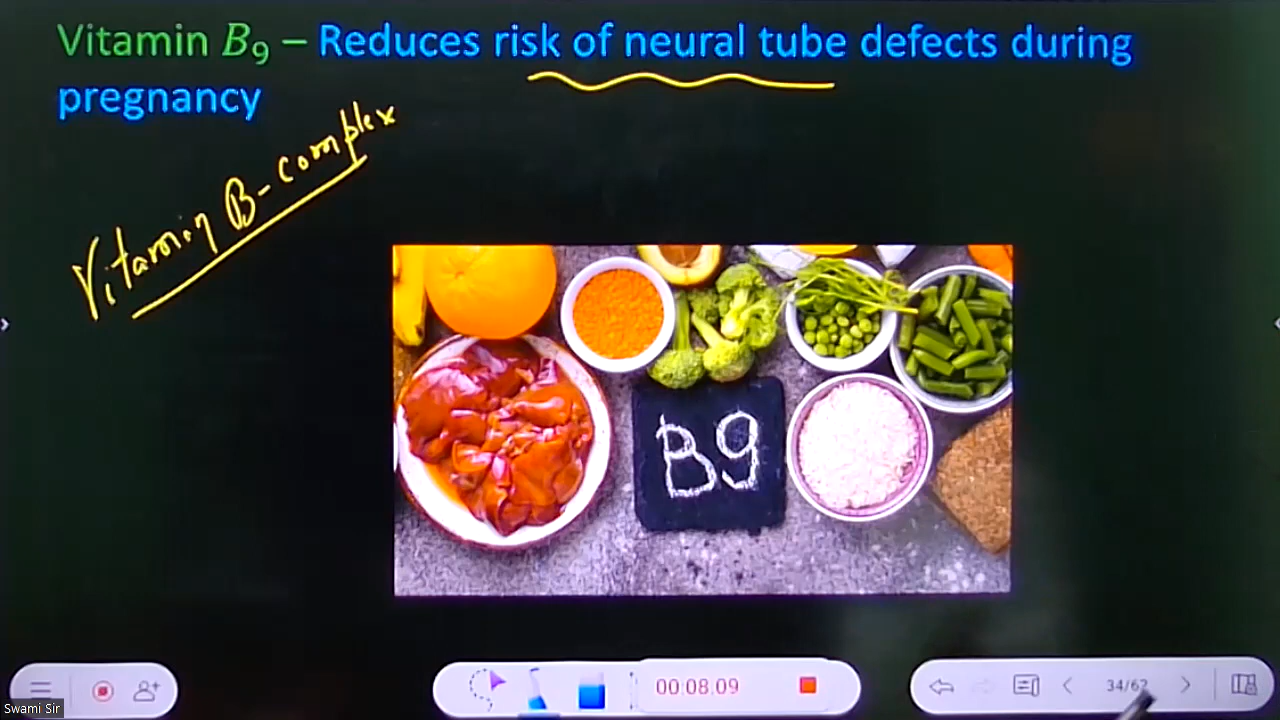 Vitamin B₉ – Reduces risk of neural tube defects during
pregnancy
Vitamin B-complex
B9
00:08.09
34/62
Swami Sir